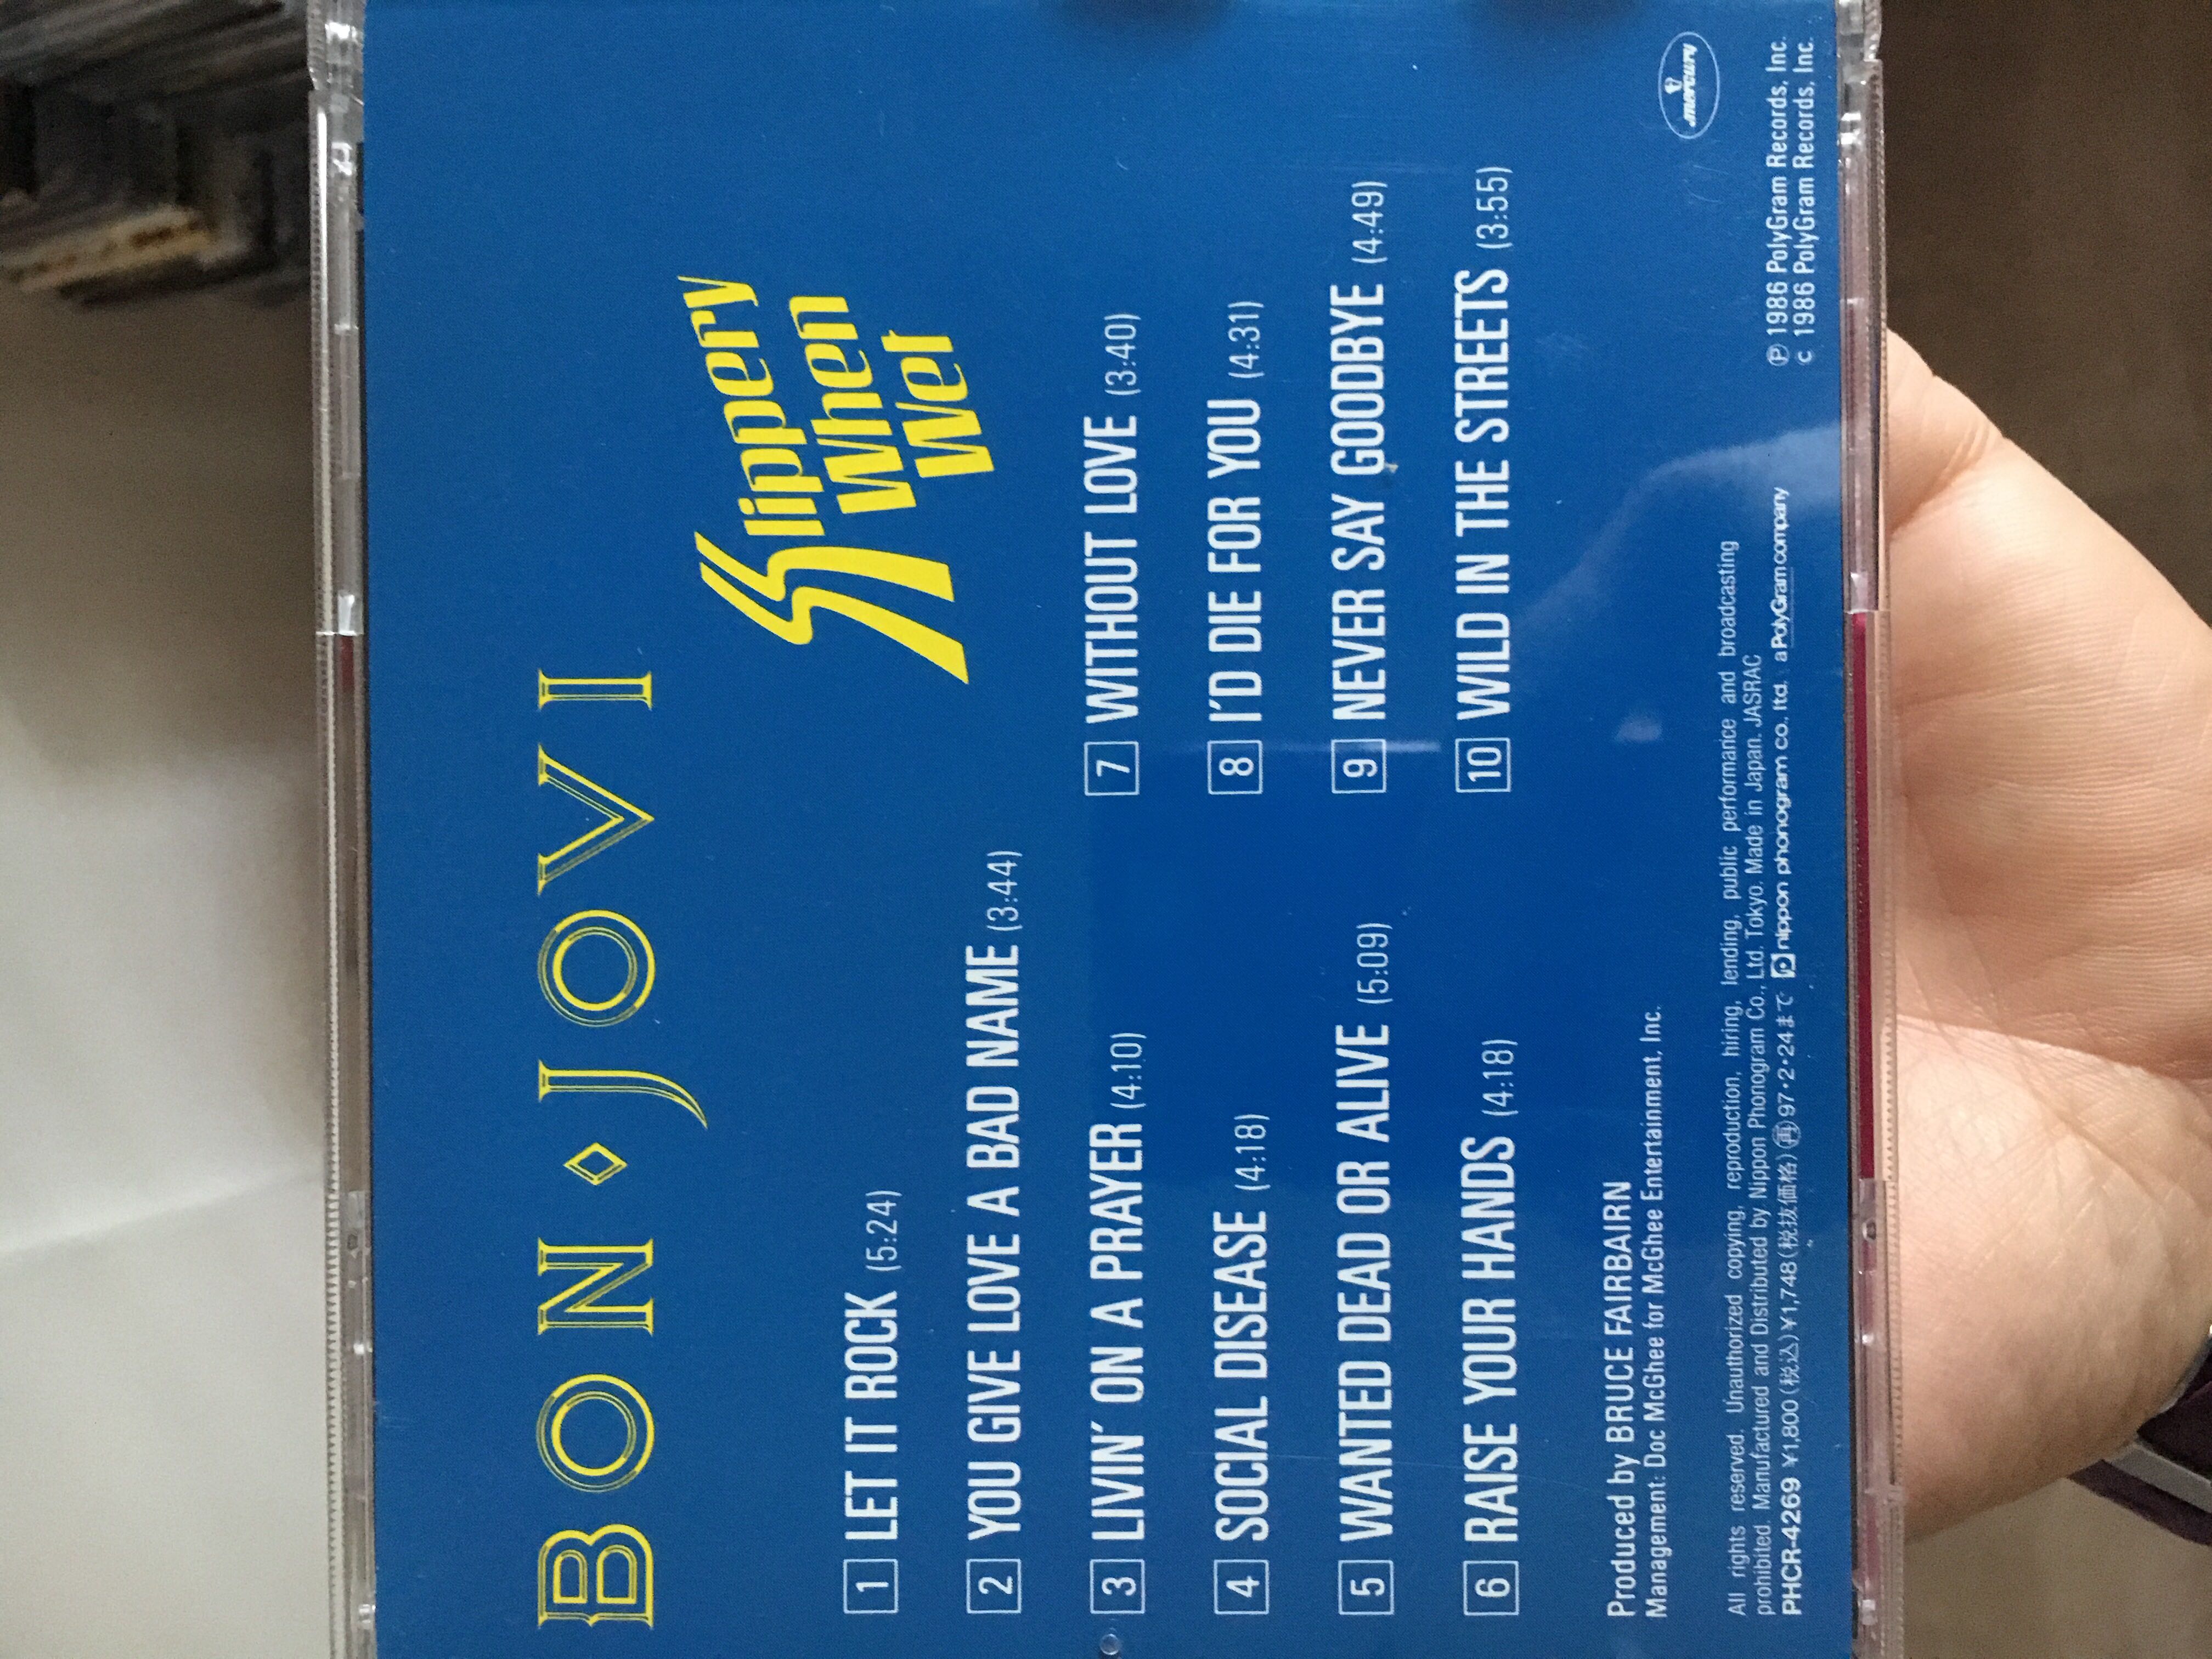 BON◇JOVI
Slippery
When
Wet
1 LET IT ROCK (5:24)
2 YOU GIVE LOVE A BAD NAME (3:44)
3 LIVIN' ON A PRAYER (4:10)
4 SOCIAL DISEASE (4:18)
5 WANTED DEAD OR ALIVE (5:09)
6 RAISE YOUR HANDS (4:18)
7 WITHOUT LOVE (3:40)
8 I'D DIE FOR YOU (4:31)
9 NEVER SAY GOODBYE (4:49)
10 WILD IN THE STREETS (3:55)
Produced by BRUCE FAIRBAIRN
Management: Doc McGhee for McGhee Entertainment, Inc.
mercury
All rights reserved. Unauthorized copying, reproduction, hiring, lending, public performance and broadcasting
prohibited. Manufactured and Distributed by Nippon Phonogram Co., Ltd. Tokyo. Made in Japan. JASRAC
PHCR-4269 ¥1,800(税込)¥1,748(税抜価格)㊢97・2・24まで nippon phonogram co., ltd. a PolyGram company
Ⓟ 1986 PolyGram Records, Inc.
c 1986 PolyGram Records, Inc.